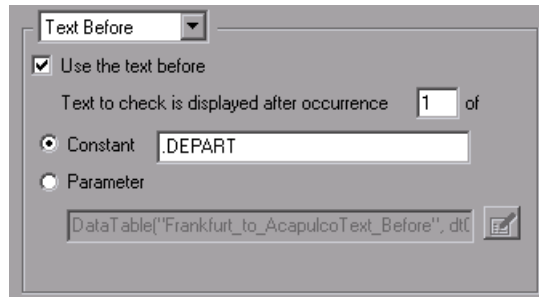 Text Before
Use the text before
Text to check is displayed after occurrence 1 of
Constant .DEPART
Parameter
DataTable("Frankfurt_to_AcapulcoText_Before", dt